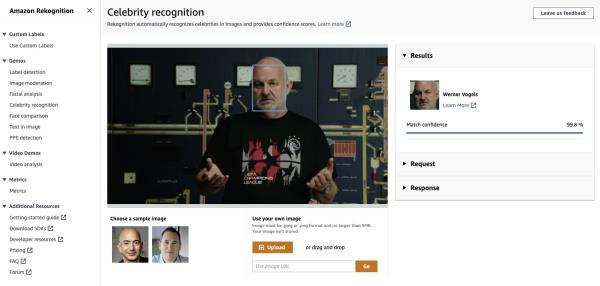 Amazon Rekognition
Custom Labels
Use Custom Labels
Demos
Label detection
Image moderation
Facial analysis
Celebrity recognition
Face comparison
Text in image
PPE detection
Video Demos
Video analysis
Metrics
Metrics
Additional Resources
Getting started guide
Download SDKs
Developer resources
Pricing
FAQ
Forum
Celebrity recognition
Rekognition automatically recognizes celebrities in images and provides confidence scores. Learn more
Leave us feedback
CHAMPIONS
LEAGUE
Choose a sample image
Use your own image
Image must be .jpeg or .png format and no larger than 5MB.
Your image isn't stored.
Upload
or drag and drop
Use image URL
Go
Results
Werner Vogels
Learn More
Match confidence
99.8 %
Request
Response